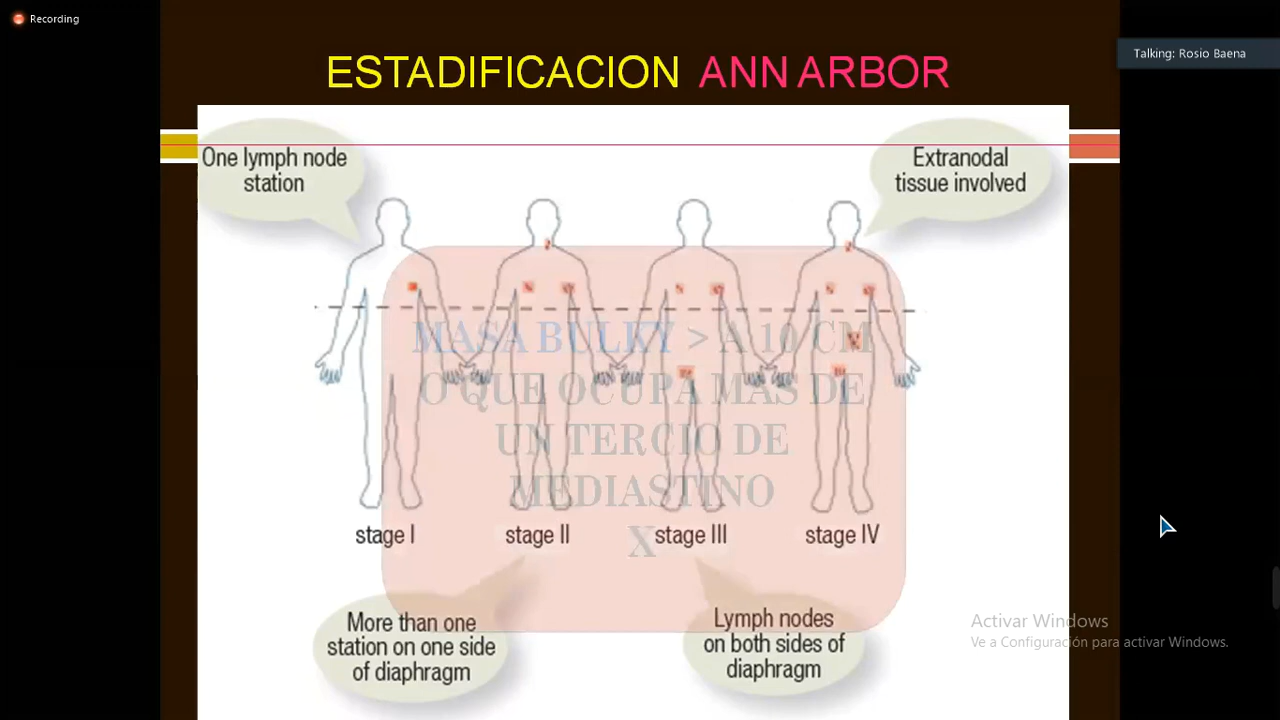 Recording
Talking: Rosio Baena
ESTADIFICACION ANN ARBOR
One lymph node
station
Extranodal
tissue involved
MASA BULKY > A 10 CM
O QUE OCUPA MAS DE
UN TERCIO DE
MEDIASTINO
X
stage I
stage II
stage III
stage IV
More than one
station on one side
of diaphragm
Lymph nodes
on both sides of
diaphragm
Activar Windows
Ve a Configuración para activar Windows.